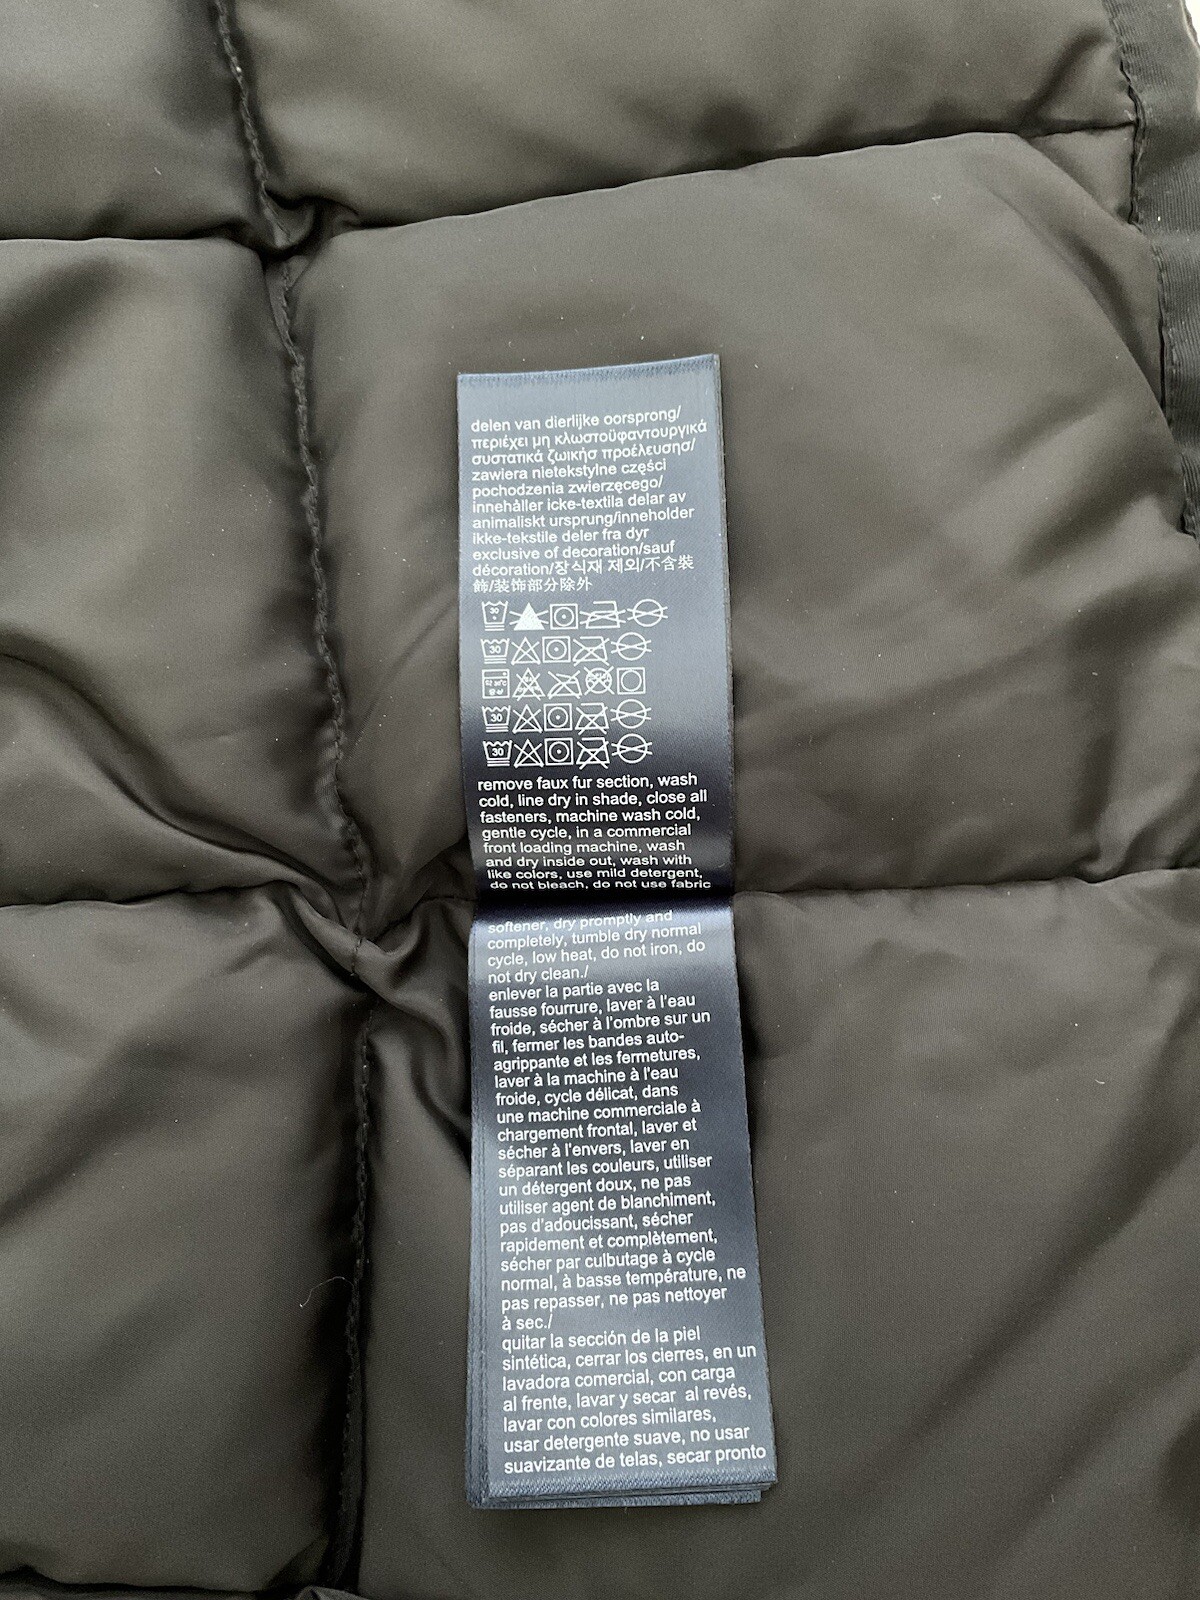 delen van dierlijke oorsprong/
περιέχει μη κλωστοϋφαντουργικά
συστατικά ζωικήσ προέλευσησ/
zawiera nietekstylne części
pochodzenia zwierzęcego/
innehåller icke-textila delar av
animaliskt ursprung/inneholder
ikke-tekstile deler fra dyr
exclusive of decoration/sauf
décoration/장식재 제외/不含裝
飾/装饰部分除外
30
30
30
30
remove faux fur section, wash
cold, line dry in shade, close all
fasteners, machine wash cold,
gentle cycle, in a commercial
front loading machine, wash
and dry inside out, wash with
like colors, use mild detergent,
do not bleach, do not use fabric
softener, dry promptly and
completely, tumble dry normal
cycle, low heat, do not iron, do
not dry clean./
enlever la partie avec la
fausse fourrure, laver à l'eau
froide, sécher à l'ombre sur un
fil, fermer les bandes auto-
agrippante et les fermetures,
laver à la machine à l'eau
froide, cycle délicat, dans
une machine commerciale à
chargement frontal, laver et
sécher à l'envers, laver en
séparant les couleurs, utiliser
un détergent doux, ne pas
utiliser agent de blanchiment,
pas d'adoucissant, sécher
rapidement et complètement,
sécher par culbutage à cycle
normal, à basse température, ne
pas repasser, ne pas nettoyer
à sec./
quitar la sección de la piel
sintética, cerrar los cierres, en un
lavadora comercial, con carga
al frente, lavar y secar al revés,
lavar con colores similares,
usar detergente suave, no usar
suavizante de telas, secar pronto